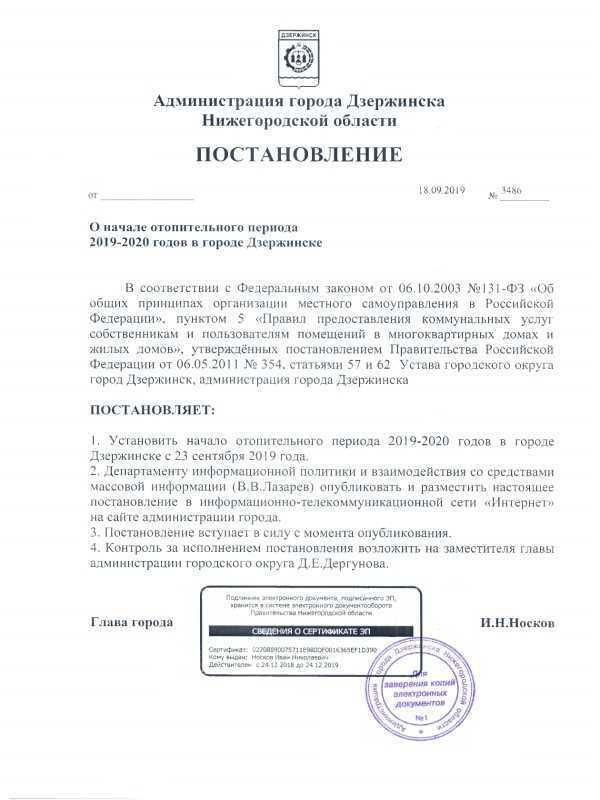 ДЗЕРЖИНСК
Администрация города Дзержинска
Нижегородской области
ПОСТАНОВЛЕНИЕ
от 18.09.2019 № 3486
О начале отопительного периода
2019-2020 годов в городе Дзержинске
В соответствии с Федеральным законом от 06.10.2003 №131-ФЗ «Об
общих принципах организации местного самоуправления в Российской
Федерации», пунктом 5 «Правил предоставления коммунальных услуг
собственникам и пользователям помещений в многоквартирных домах и
жилых домов», утверждённых постановлением Правительства Российской
Федерации от 06.05.2011 № 354, статьями 57 и 62 Устава городского округа
город Дзержинск, администрация города Дзержинска
ПОСТАНОВЛЯЕТ:
1. Установить начало отопительного периода 2019-2020 годов в городе
Дзержинске с 23 сентября 2019 года.
2. Департаменту информационной политики и взаимодействия со средствами
массовой информации (В.В.Лазарев) опубликовать и разместить настоящее
постановление в информационно-телекоммуникационной сети «Интернет»
на сайте администрации города.
3. Постановление вступает в силу с момента опубликования.
4. Контроль за исполнением постановления возложить на заместителя главы
администрации городского округа Д.Е.Дергунова.
Подлинник электронного документа, подписанного ЭП,
хранится в системе электронного документооборота
Правительства Нижегородской области.
Глава города
И.Н.Носков
СВЕДЕНИЯ О СЕРТИФИКАТЕ ЭП
Сертификат:
Кому выдан: Носков Иван Николаевич
Действителен: с 24.12.2018 до 24.12.2019
Администрация города Дзержинска Нижегородской области
Для
заверения копий
электронных
документов
№1